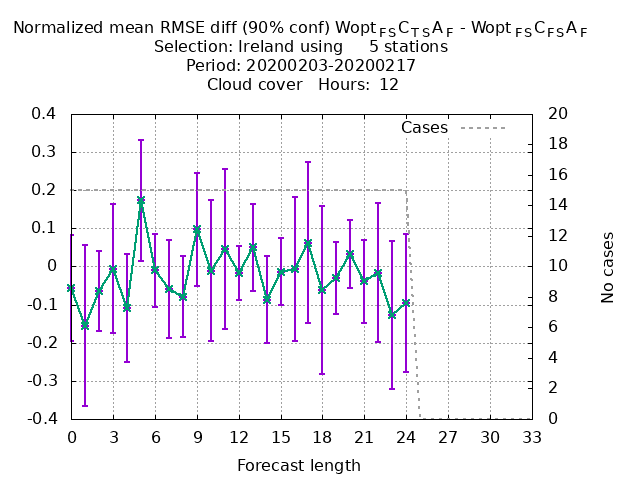 Normalized mean RMSE diff (90% conf) Wopt FS C T S A F - Wopt FS C FS A F
Selection: Ireland using 5 stations
Period: 20200203-20200217
Cloud cover Hours: 12
Cases
0.4
0.3
0.2
0.1
0
-0.1
-0.2
-0.3
-0.4
20
18
16
14
12
10
8
6
4
2
0
No cases
0 3 6 9 12 15 18 21 24 27 30 33
Forecast length